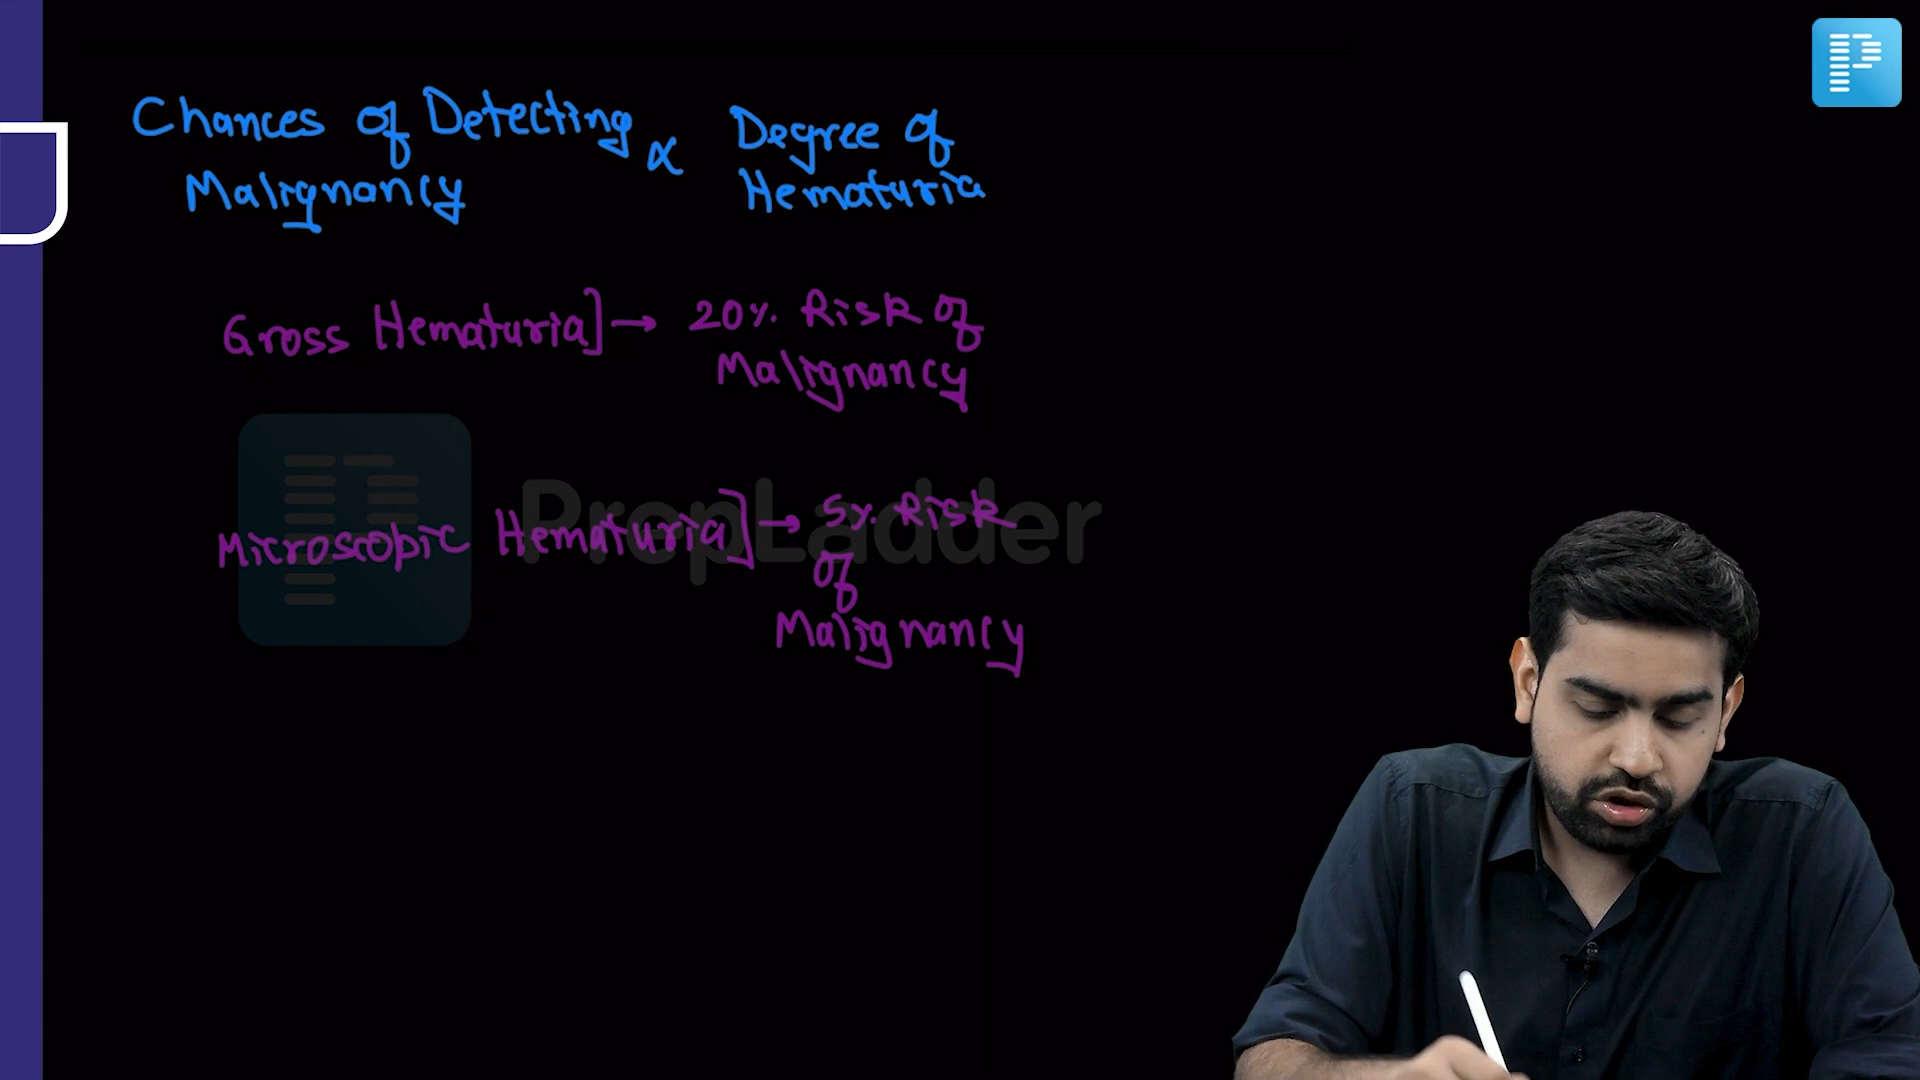 Chances of Detecting ∝ Degree of
Malignancy Hematuria
Gross Hematuria] → 20% Risk of
Malignancy
Microscopic Hematuria] → 5% Risk
of
Malignancy
PropLadder